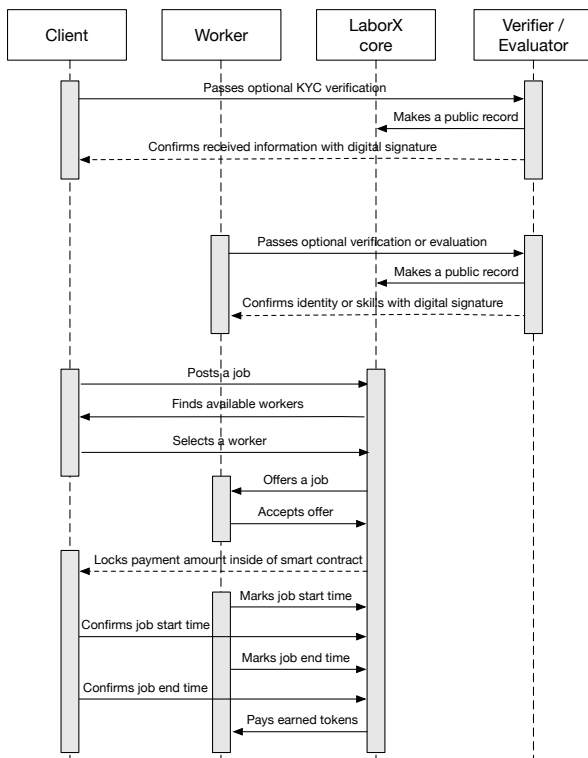 Client
Worker
LaborX
core
Verifier /
Evaluator
Passes optional KYC verification
Makes a public record
Confirms received information with digital signature
Passes optional verification or evaluation
Makes a public record
Confirms identity or skills with digital signature
Posts a job
Finds available workers
Selects a worker
Offers a job
Accepts offer
Locks payment amount inside of smart contract
Marks job start time
Confirms job start time
Marks job end time
Confirms job end time
Pays earned tokens